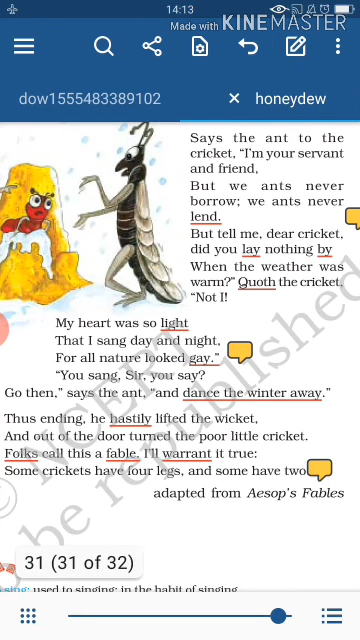 14:13
Made with KINEMASTER
dow1555483389102
× honeydew
Says the ant to the
cricket, “I’m your servant
and friend,
But we ants never
borrow; we ants never
lend.
But tell me, dear cricket,
did you lay nothing by
When the weather was
warm?” Quoth the cricket,
“Not I!
My heart was so light
That I sang day and night,
For all nature looked gay.”
“You sang, Sir, you say?
Go then,” says the ant, “and dance the winter away.”
Thus ending, he hastily lifted the wicket,
And out of the door turned the poor little cricket.
Folks call this a fable. I’ll warrant it true:
Some crickets have four legs, and some have two
adapted from Aesop’s Fables
© NCERT
be republished
31 (31 of 32)
sing: used to singing; in the habit of singing